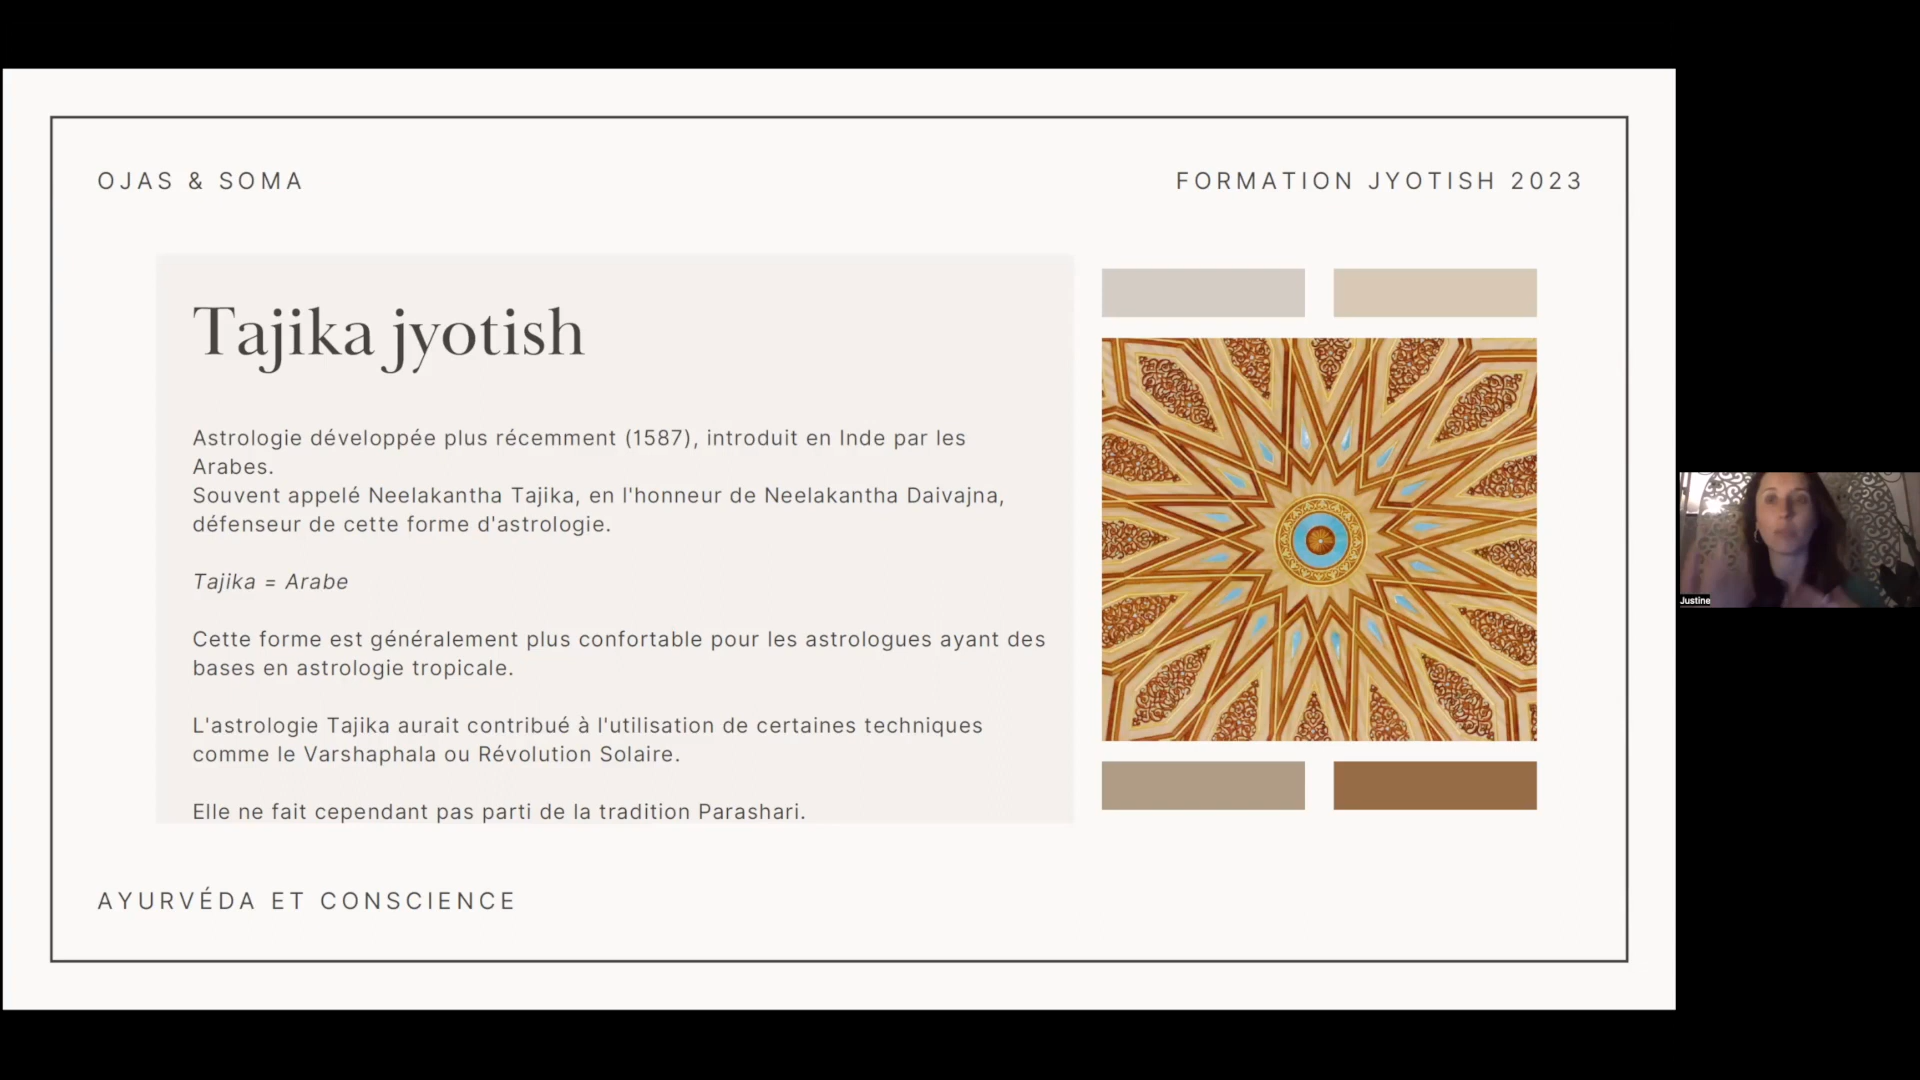 OJAS & SOMA
FORMATION JYOTISH 2023
Tajika jyotish
Astrologie développée plus récemment (1587), introduit en Inde par les
Arabes.
Souvent appelé Neelakantha Tajika, en l'honneur de Neelakantha Daivajna,
défenseur de cette forme d'astrologie.
Tajika = Arabe
Cette forme est généralement plus confortable pour les astrologues ayant des
bases en astrologie tropicale.
L'astrologie Tajika aurait contribué à l'utilisation de certaines techniques
comme le Varshaphala ou Révolution Solaire.
Elle ne fait cependant pas parti de la tradition Parashari.
AYURVÉDA ET CONSCIENCE
Justine